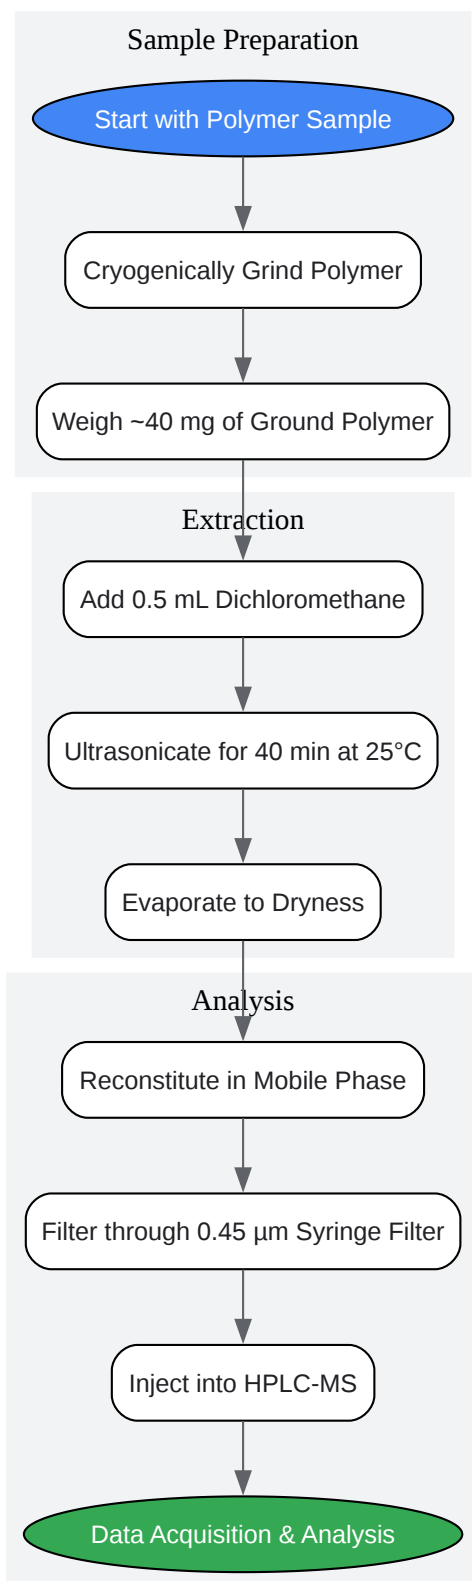 Sample Preparation
Start with Polymer Sample
Cryogenically Grind Polymer
Weigh ~40 mg of Ground Polymer
Extraction
Add 0.5 mL Dichloromethane
Ultrasonicate for 40 min at 25°C
Evaporate to Dryness
Analysis
Reconstitute in Mobile Phase
Filter through 0.45 µm Syringe Filter
Inject into HPLC-MS
Data Acquisition & Analysis